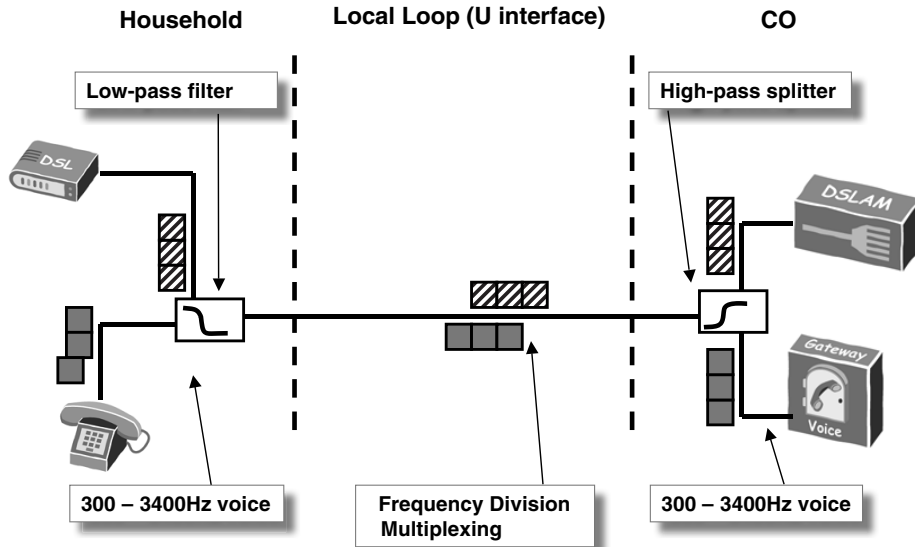 Household
Local Loop (U interface)
CO
Low-pass filter
High-pass splitter
DSL
DSLAM
Gateway
Voice
300 – 3400Hz voice
Frequency Division
Multiplexing
300 – 3400Hz voice